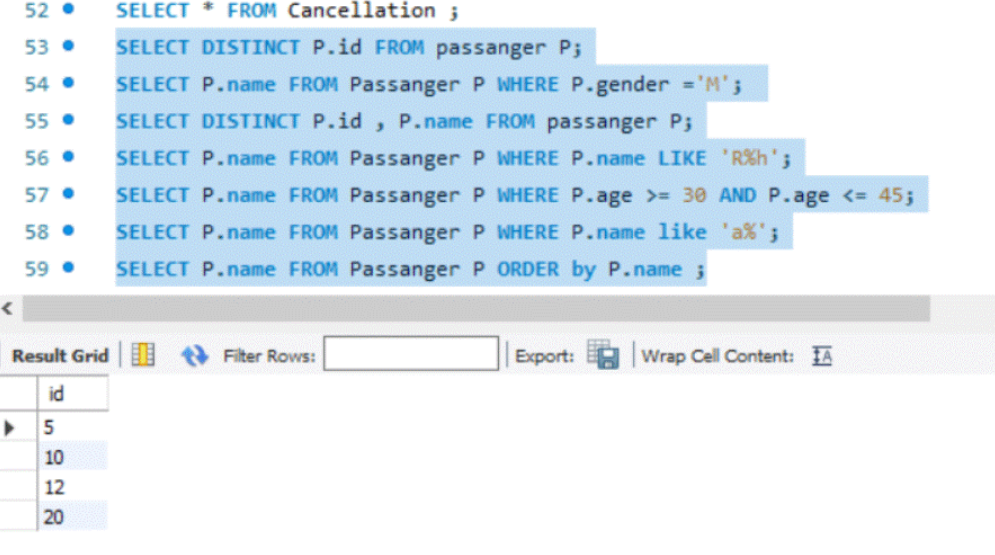 52 SELECT * FROM Cancellation ;
53 SELECT DISTINCT P.id FROM passanger P;
54 SELECT P.name FROM Passanger P WHERE P.gender ='M';
55 SELECT DISTINCT P.id , P.name FROM passanger P;
56 SELECT P.name FROM Passanger P WHERE P.name LIKE 'R%h';
57 SELECT P.name FROM Passanger P WHERE P.age >= 30 AND P.age <= 45;
58 SELECT P.name FROM Passanger P WHERE P.name like 'a%';
59 SELECT P.name FROM Passanger P ORDER by P.name ;
Result Grid Filter Rows: Export: Wrap Cell Content: IA
id
5
10
12
20